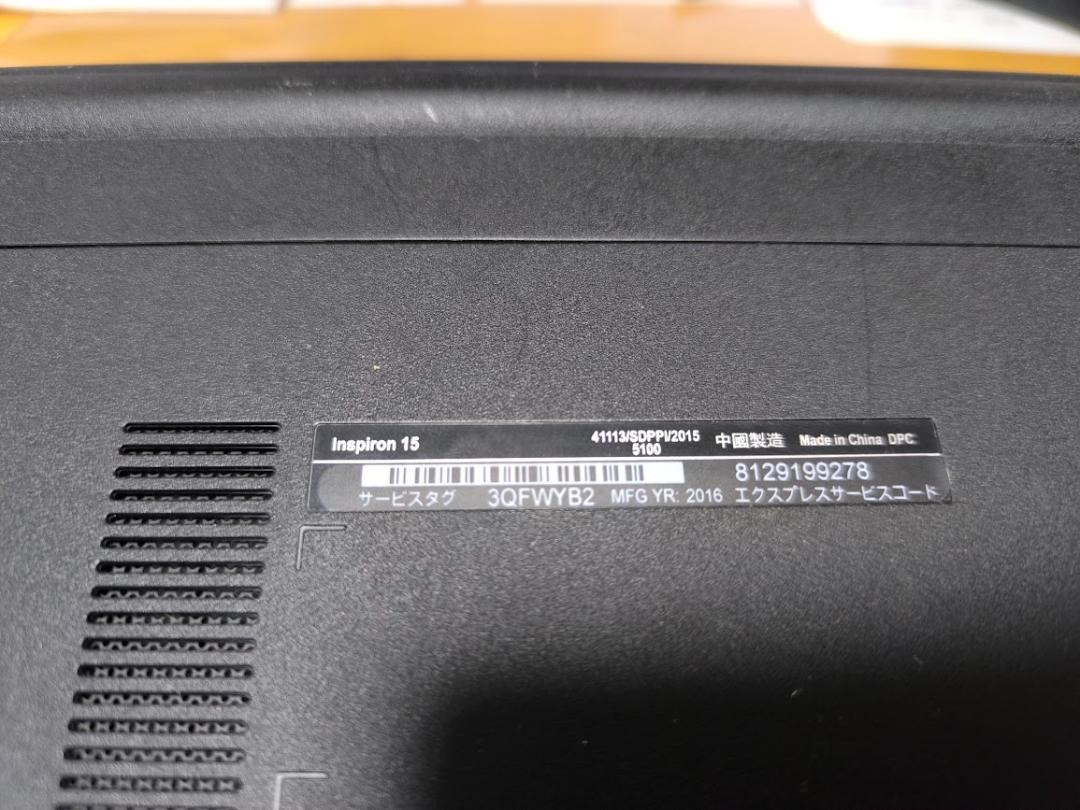 Inspiron 15
41113/SDPPI/2015
5100
中國製造 Made in China DPC
8129199278
サービスタグ 3QFWYB2 MFG YR: 2016 エクスプレスサービスコード